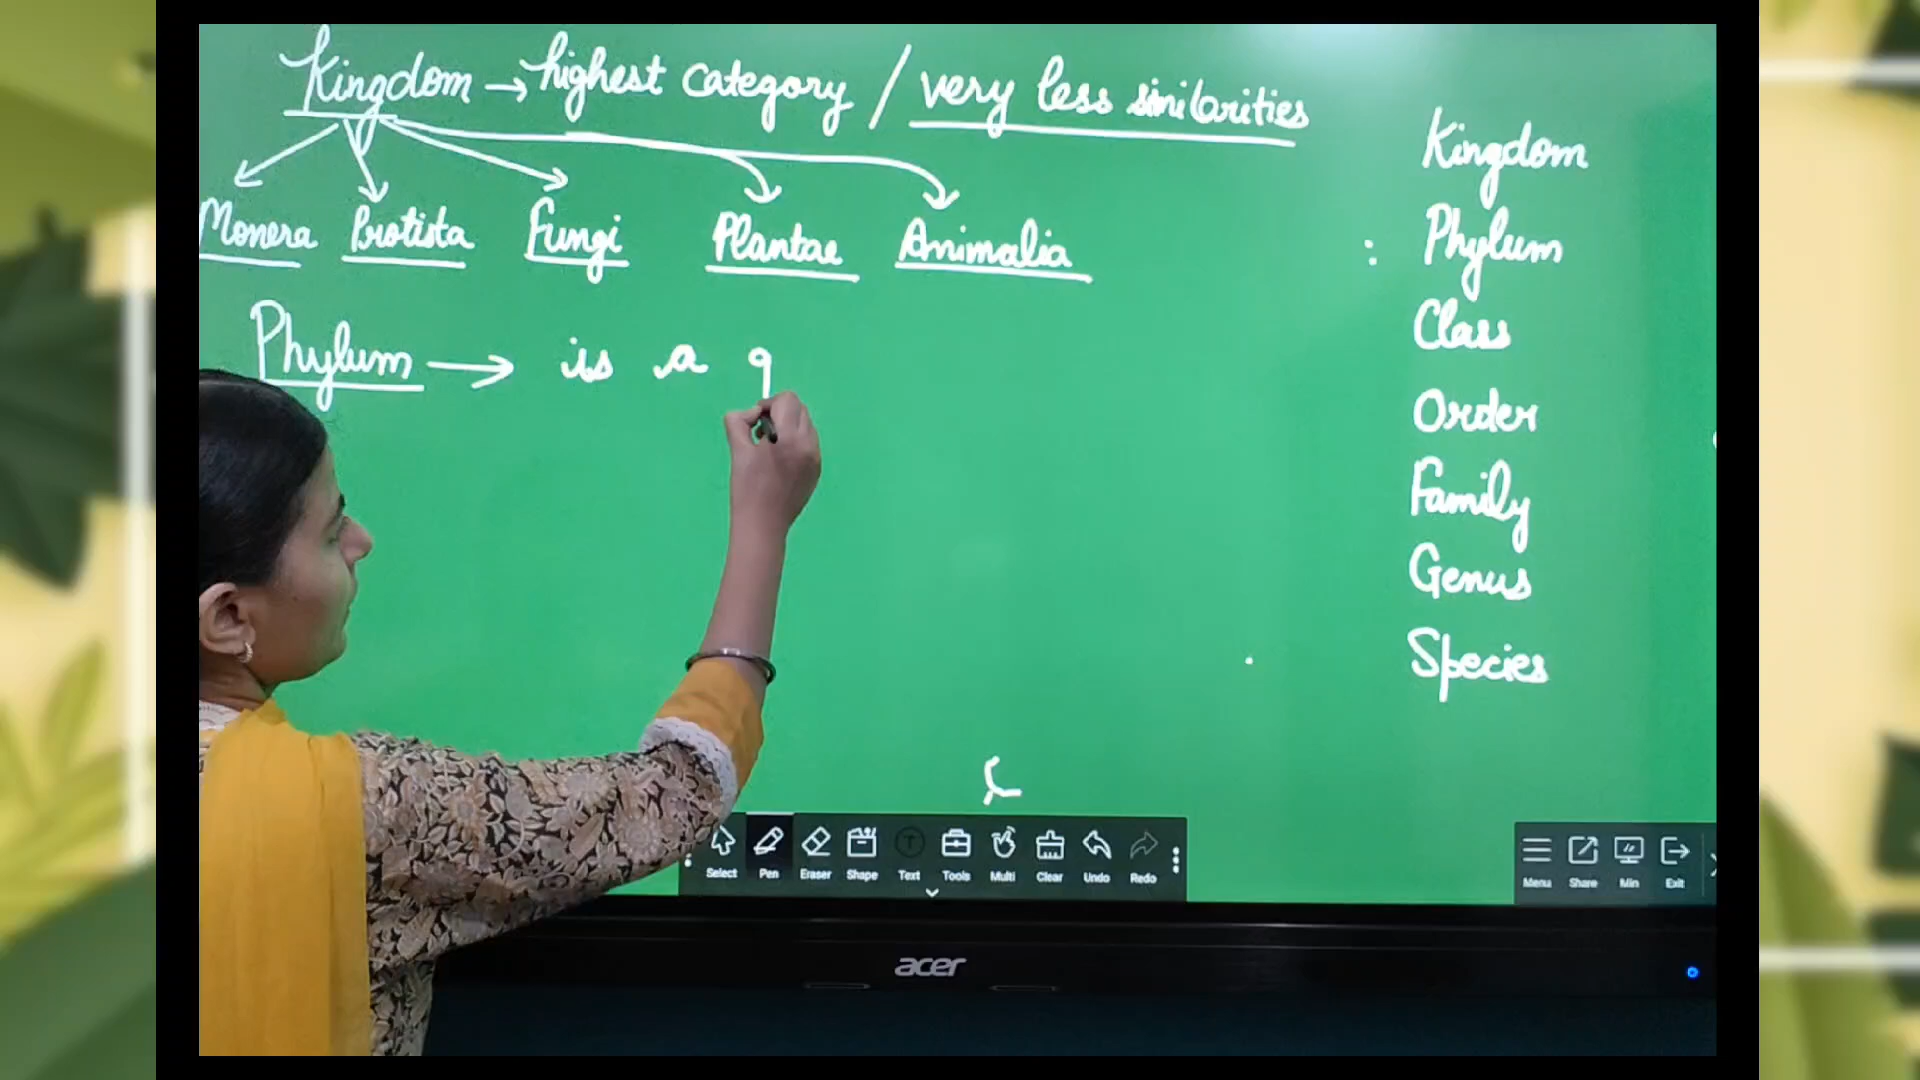 Kingdom → highest category / very less similarities
Monera Protista Fungi Plantae Animalia
Phylum → is a g
Kingdom
: Phylum
Class
Order
Family
Genus
Species
Select Pen Eraser Shape Text Tools Multi Clear Undo Redo
Menu Share Min Exit
acer